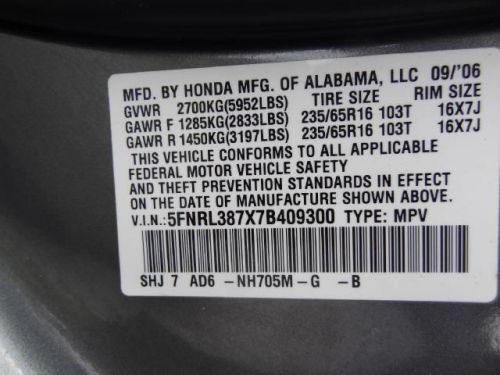 MFD. BY HONDA MFG. OF ALABAMA, LLC 09/'06
GVWR 2700KG(5952LBS) TIRE SIZE RIM SIZE
GAWR F 1285KG(2833LBS) 235/65R16 103T 16X7J
GAWR R 1450KG(3197LBS) 235/65R16 103T 16X7J
THIS VEHICLE CONFORMS TO ALL APPLICABLE
FEDERAL MOTOR VEHICLE SAFETY
AND THEFT PREVENTION STANDARDS IN EFFECT
ON THE DATE OF MANUFACTURE SHOWN ABOVE.
V.I.N.: 5FNRL387X7B409300 TYPE: MPV
SHJ 7 AD6 -NH705M-G -B